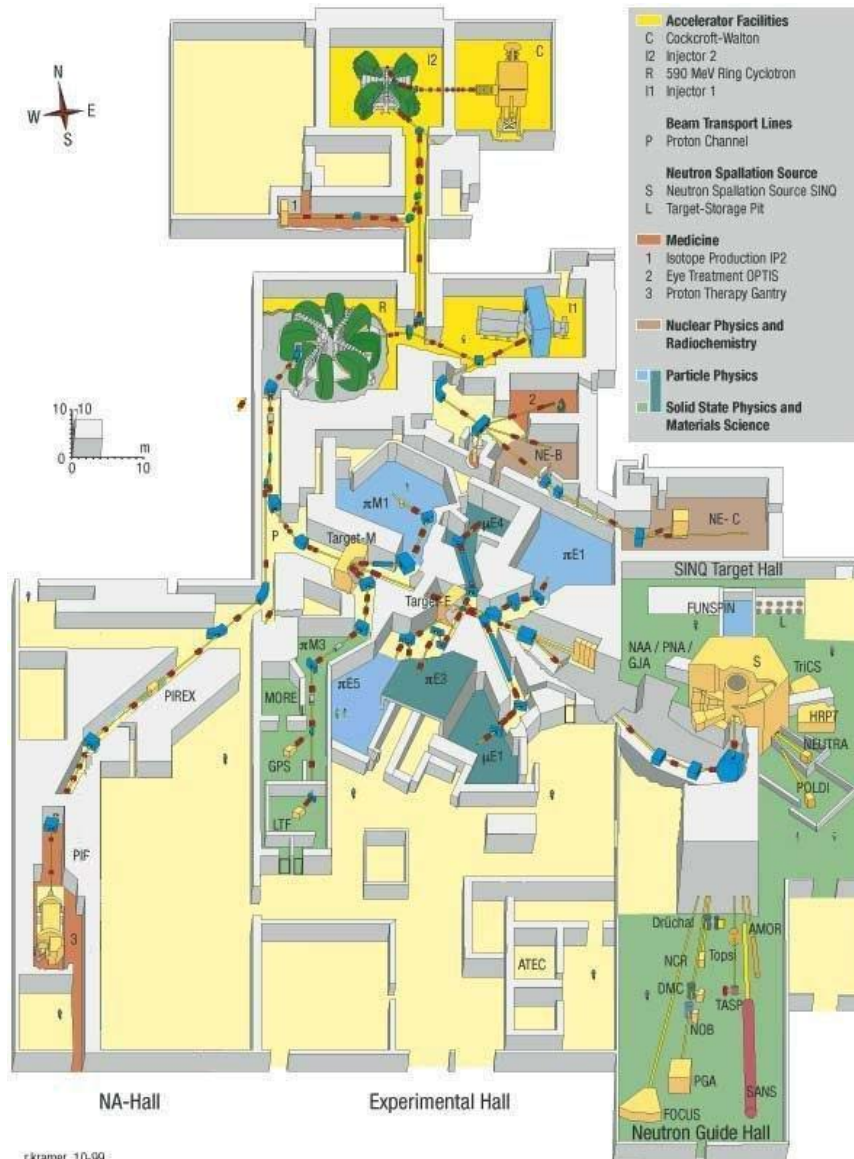 Accelerator Facilities
C Cockcroft-Walton
I2 Injector 2
R 590 MeV Ring Cyclotron
I1 Injector 1
Beam Transport Lines
P Proton Channel
Neutron Spallation Source
S Neutron Spallation Source SINQ
L Target-Storage Pit
Medicine
1 Isotope Production IP2
2 Eye Treatment OPTIS
3 Proton Therapy Gantry
Nuclear Physics and
Radiochemistry
Particle Physics
Solid State Physics and
Materials Science
N
W E
S
I2
C
1
R
I1
10 10
0
0 10
m
2
NE-B
πM1
μE4
πE1
NE- C
P
Target-M
SINQ Target Hall
Target-E
FUNSPIN
L
NAA / PNA /
GJA
S
TriCS
πM3
PIREX
πE5
πE3
MORE
HRP7
NEUTRA
GPS
μE1
POLDI
LTF
PIF
3
Drüchal
AMOR
NCR
Topsi
ATEC
DMC
TASP
NOB
PGA
SANS
FOCUS
NA-Hall
Experimental Hall
Neutron Guide Hall
r.kramer 10-99